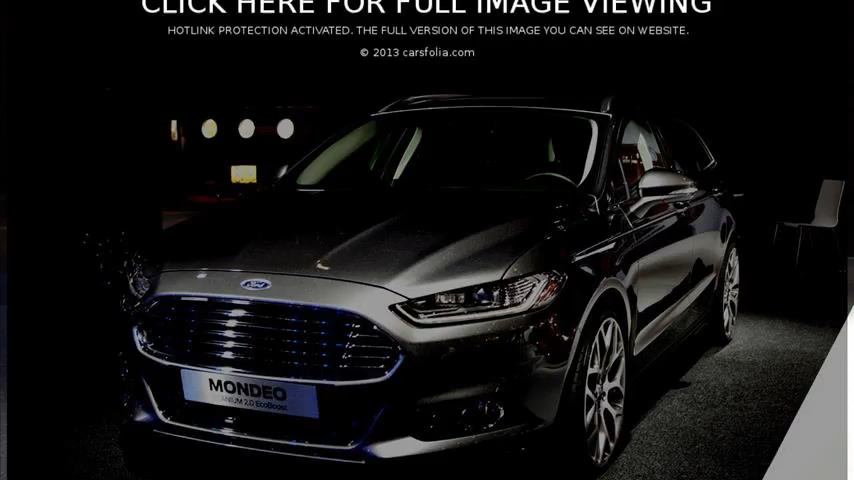 CLICK HERE FOR FULL IMAGE VIEWING
HOTLINK PROTECTION ACTIVATED. THE FULL VERSION OF THIS IMAGE YOU CAN SEE ON WEBSITE.
© 2013 carsfolia.com
Ford
MONDEO
2.0 EcoBoost